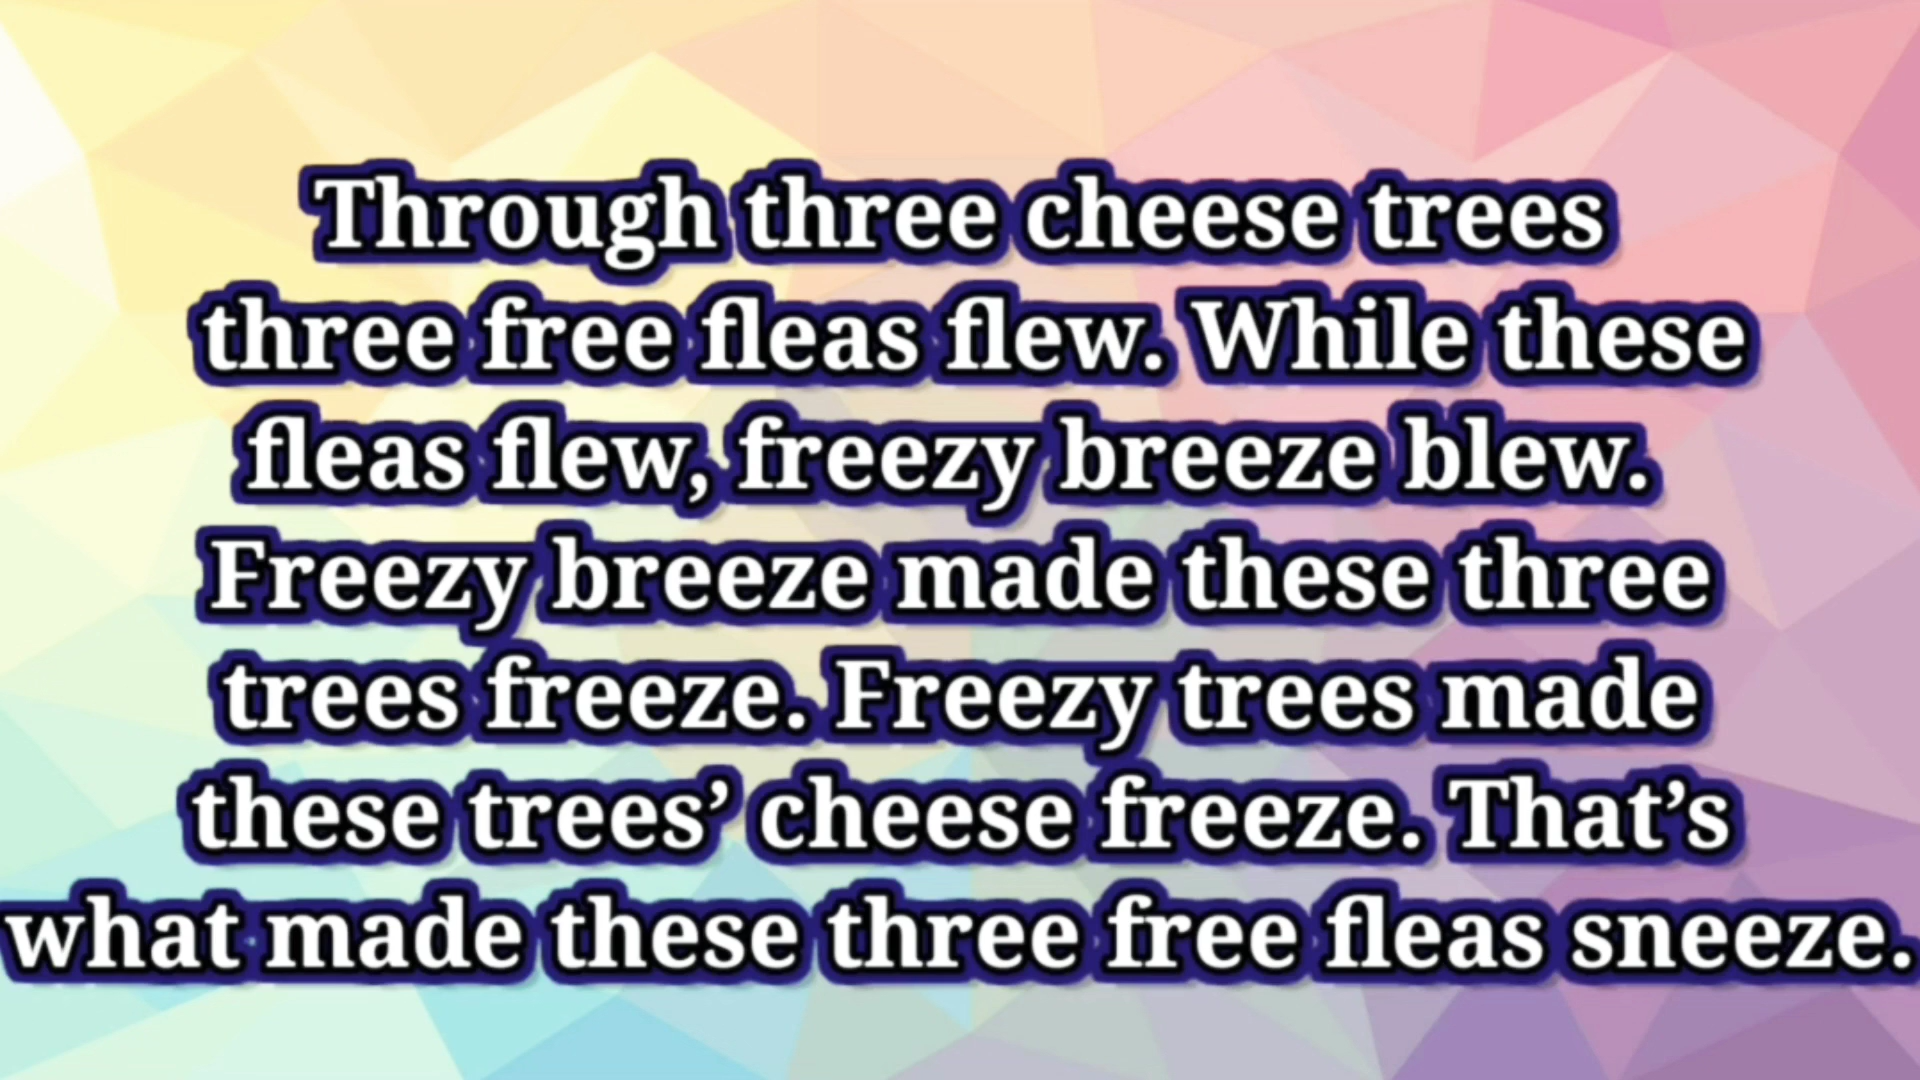 Through three cheese trees
three free fleas flew. While these
fleas flew, freezy breeze blew.
Freezy breeze made these three
trees freeze. Freezy trees made
these trees’ cheese freeze. That’s
what made these three free fleas sneeze.